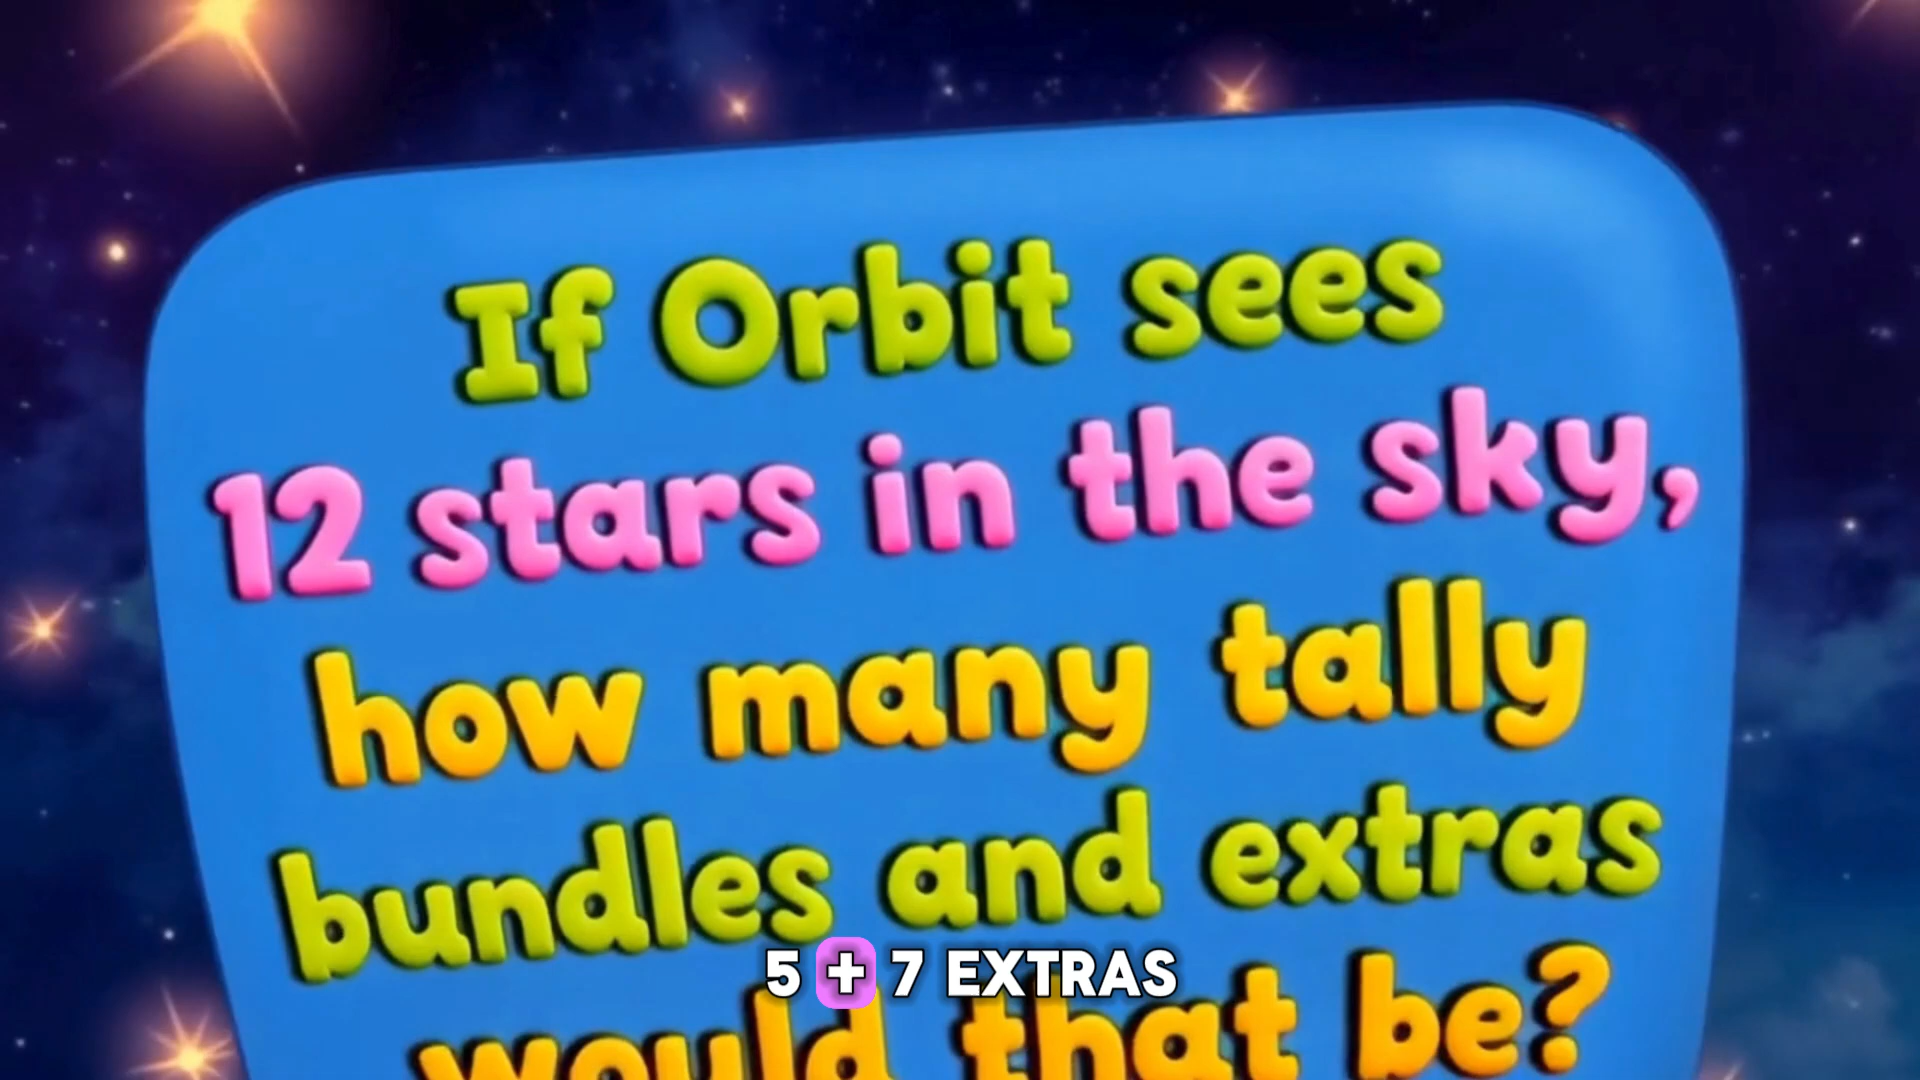 If Orbit sees
12 stars in the sky,
how many tally
bundles and extras
would that be?
5 + 7 EXTRAS